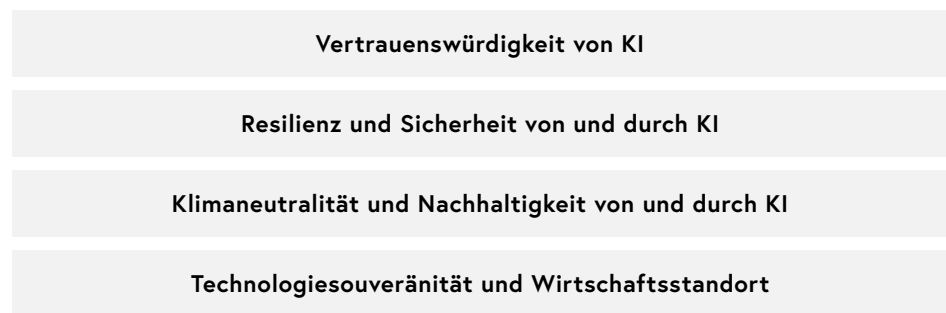 Vertrauenswürdigkeit von KI
Resilienz und Sicherheit von und durch KI
Klimaneutralität und Nachhaltigkeit von und durch KI
Technologiesouveränität und Wirtschaftsstandort